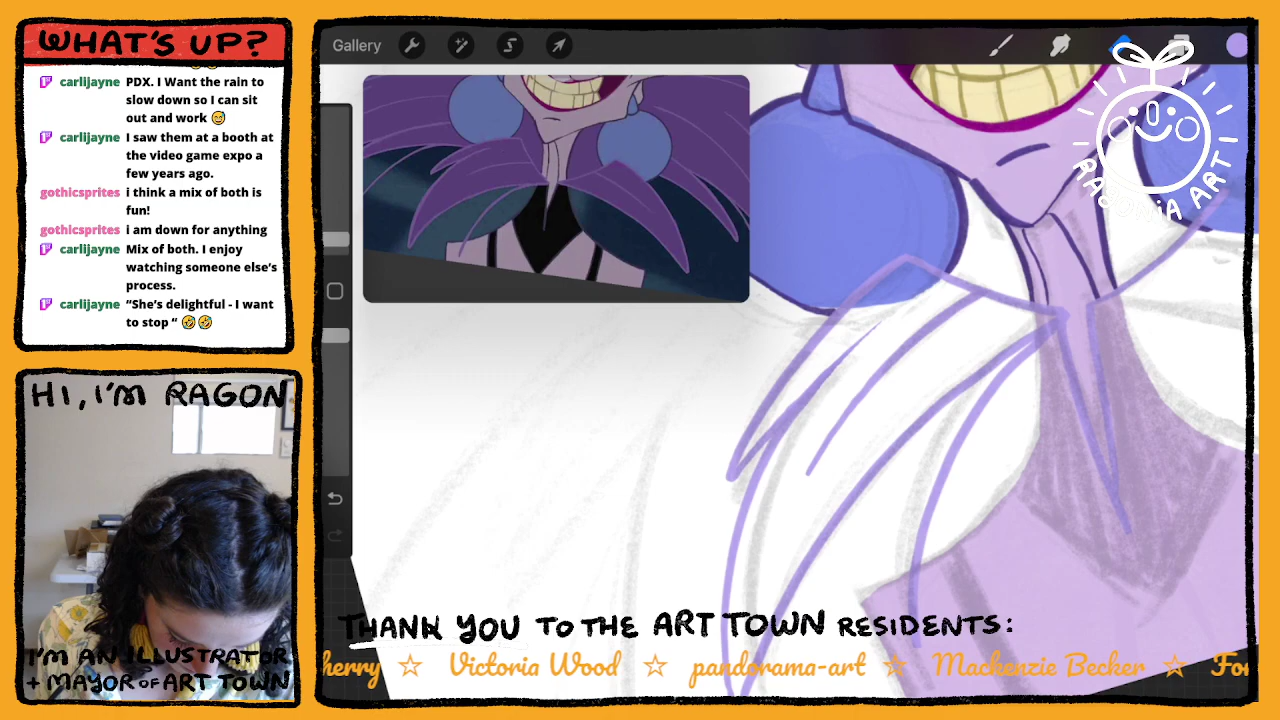 WHAT'S UP?
carlijayne PDX. I Want the rain to
slow down so I can sit
out and work 😅
carlijayne I saw them at a booth at
the video game expo a
few years ago.
gothicsprites i think a mix of both is
fun!
gothicsprites i am down for anything
carlijayne Mix of both. I enjoy
watching someone else's
process.
carlijayne "She's delightful - I want
to stop " 🤣🤣
HI, I'M RAGON
I'M AN ILLUSTRATOR
+ MAYOR OF ART TOWN
Gallery
RAGONIA ART
THANK YOU TO THE ART TOWN RESIDENTS:
herry ☆ Victoria Wood ☆ pandorama-art ☆ Mackenzie Becker ☆ For